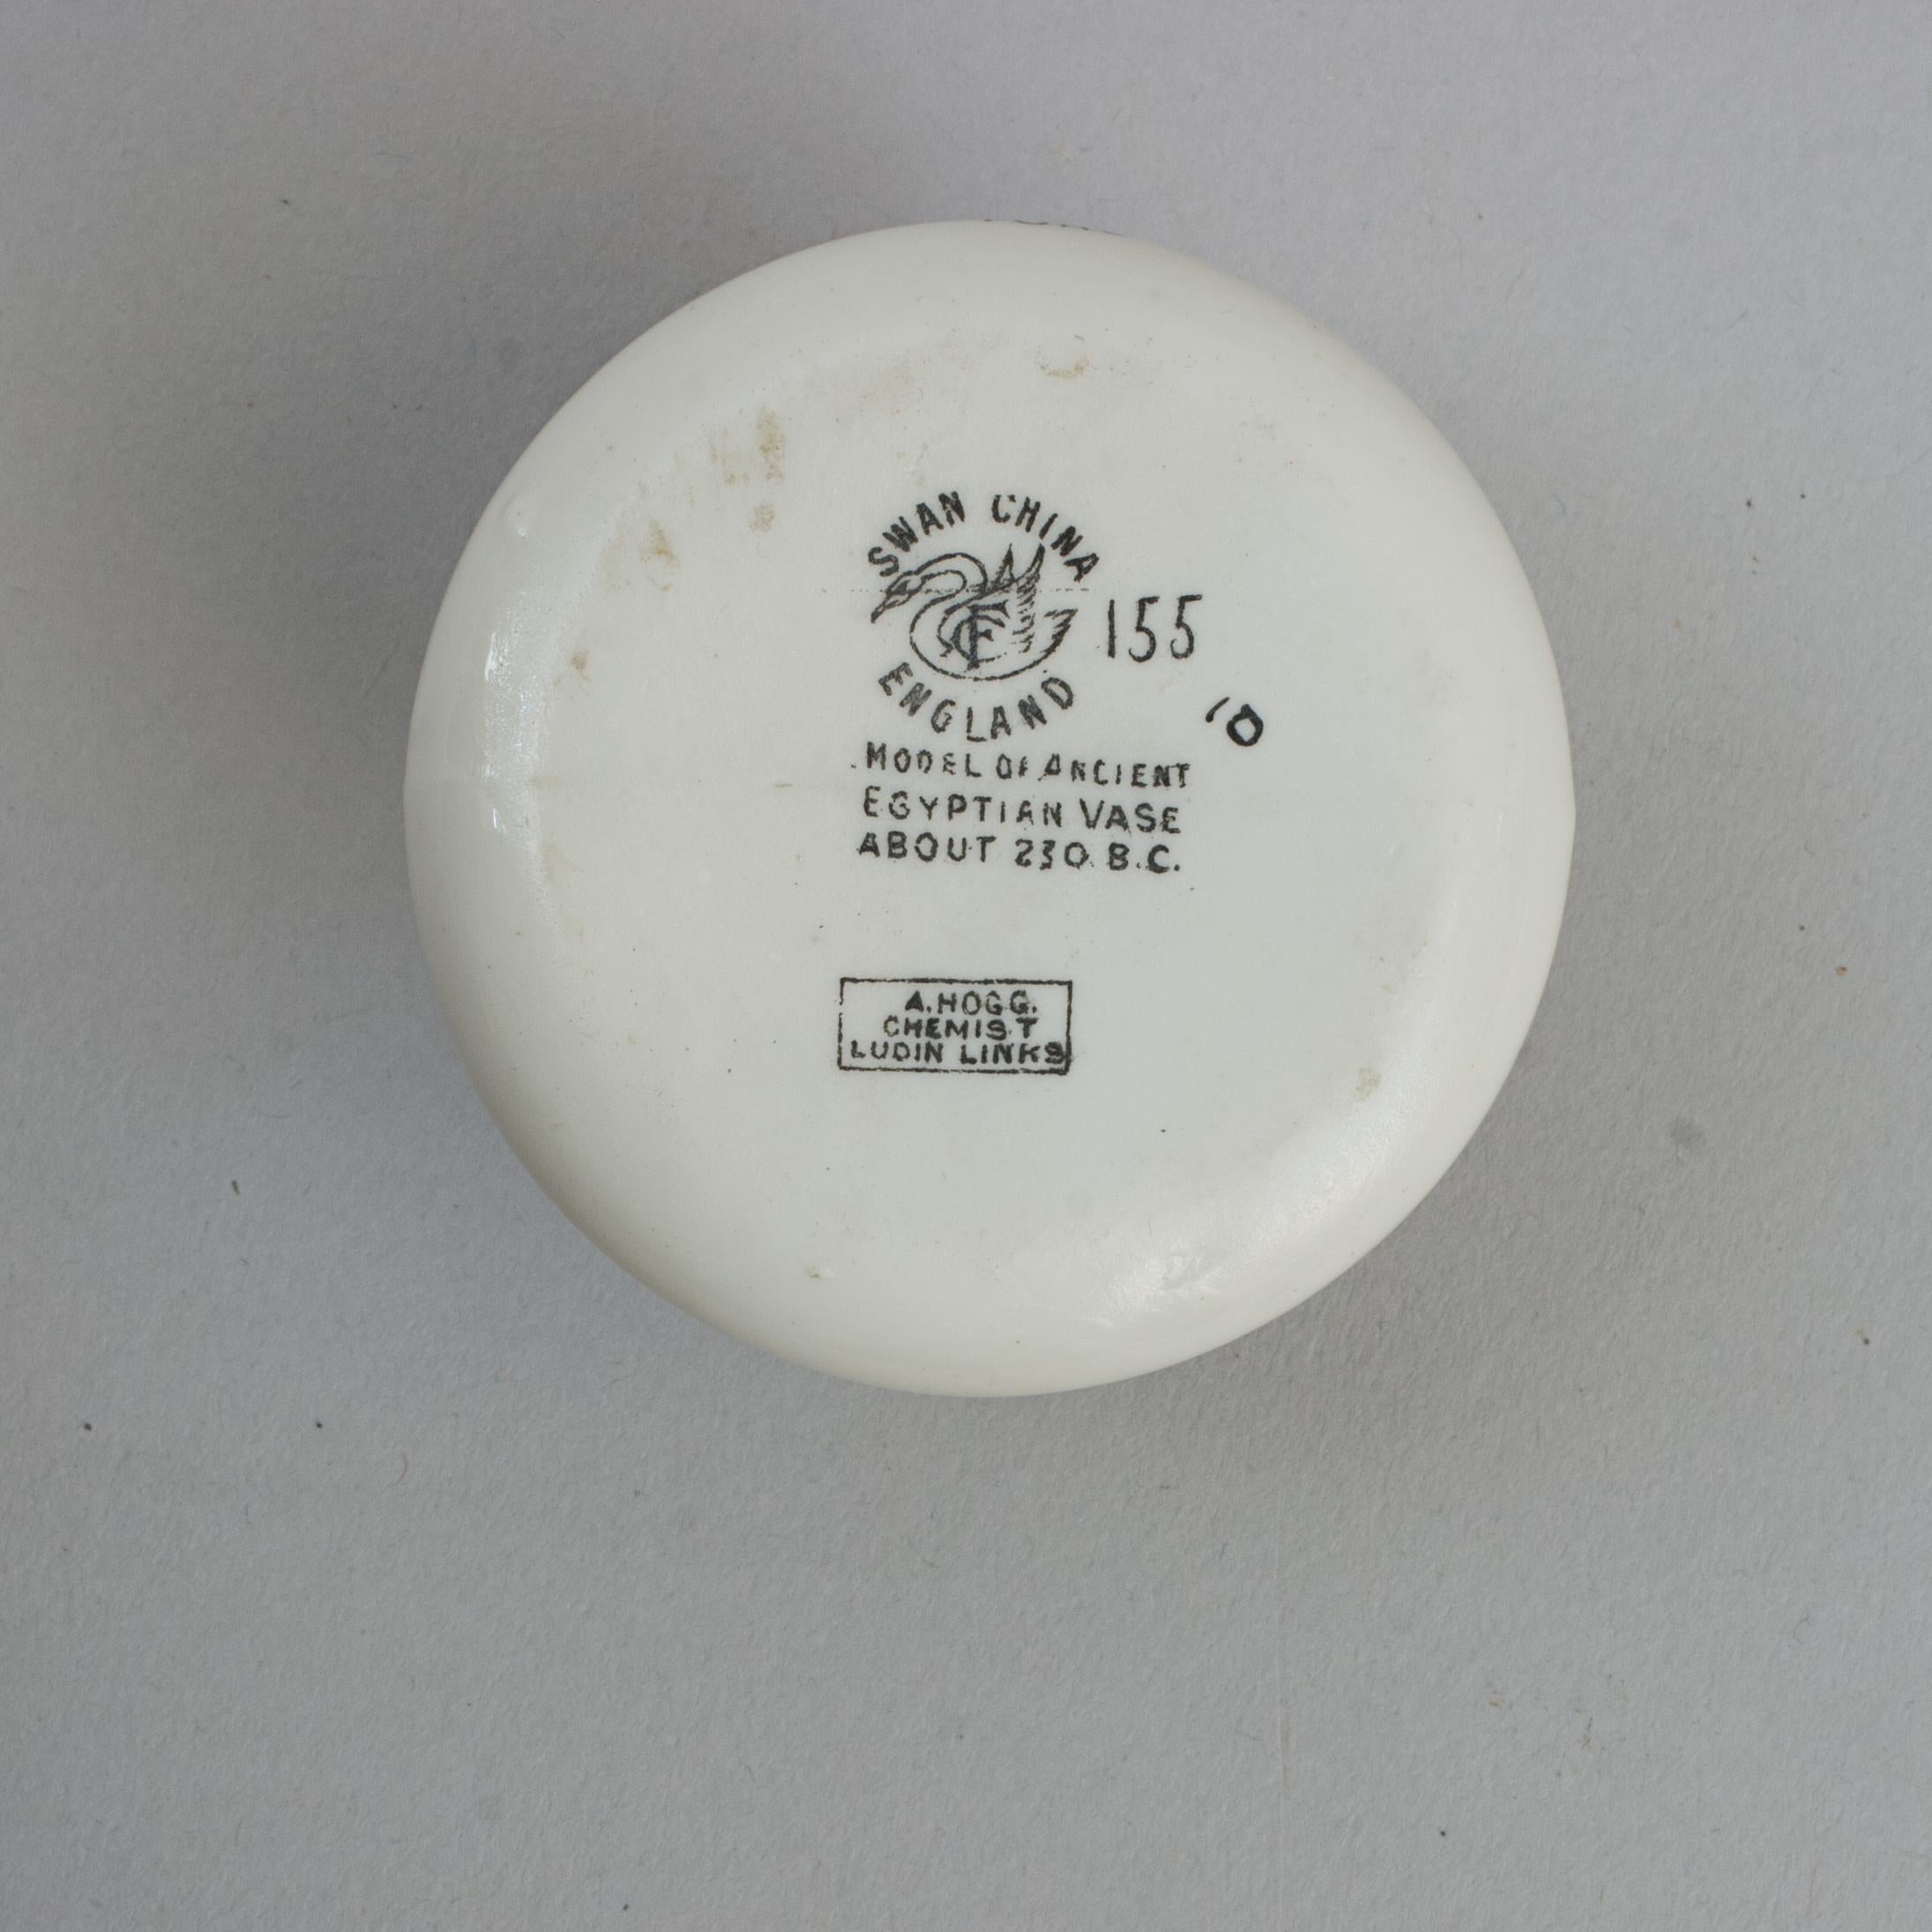 SWAN CHINA
CF
ENGLAND
155
10
MODEL OF ANCIENT
EGYPTIAN VASE
ABOUT 230 B.C.
A. HOGG.
CHEMIST
LUDIN LINKS